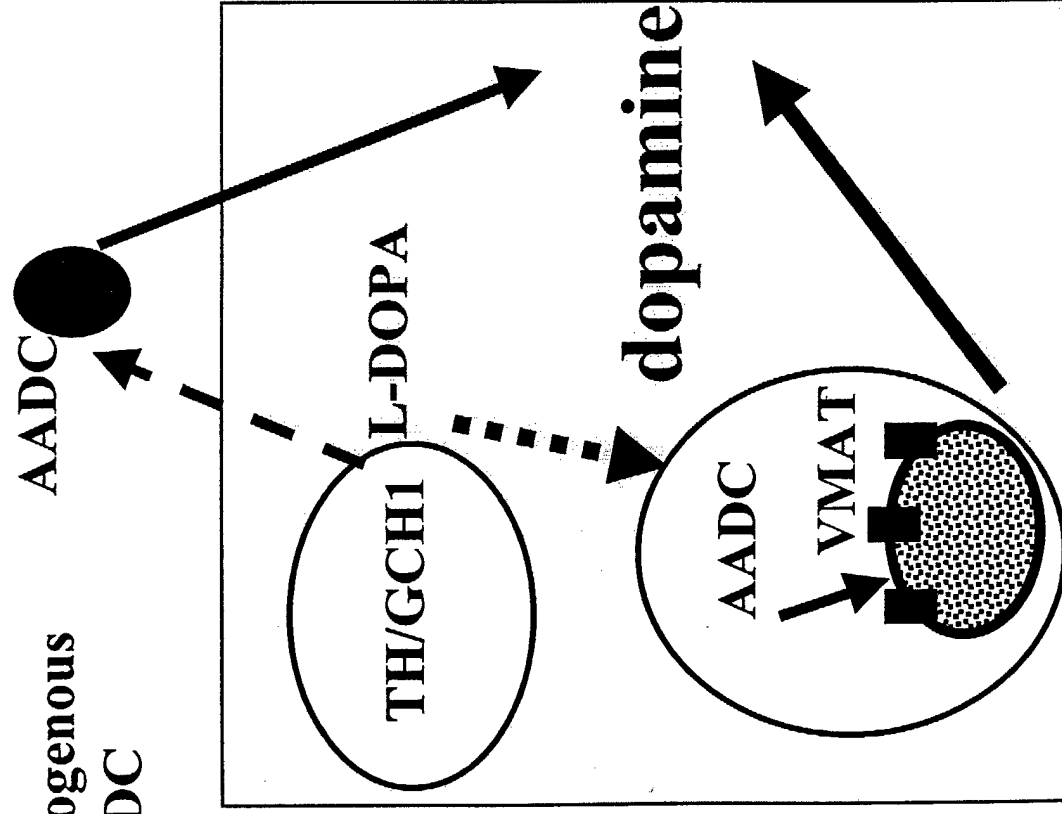 ogenous
DC
AADC
TH/GCH1
L-DOPA
dopamine
AADC
VMAT